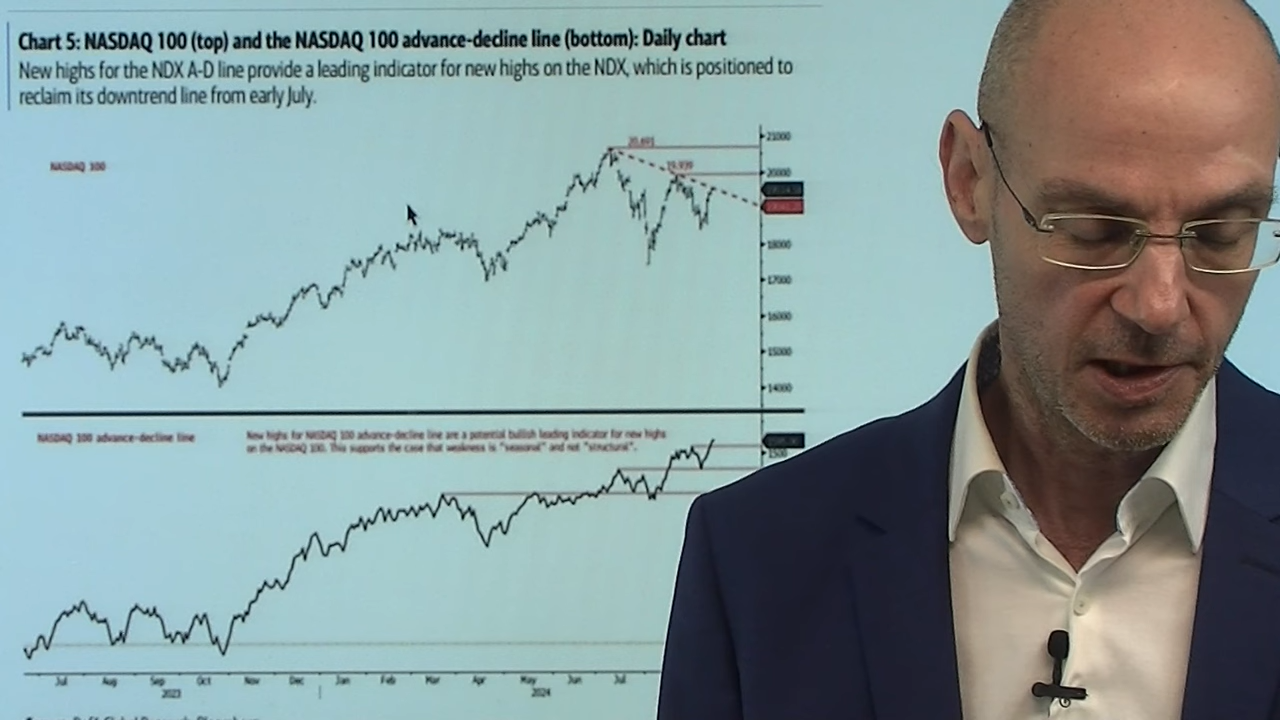 Chart 5: NASDAQ 100 (top) and the NASDAQ 100 advance-decline line (bottom): Daily chart
New highs for the NDX A-D line provide a leading indicator for new highs on the NDX, which is positioned to
reclaim its downtrend line from early July.
NASDAQ 100
20,691
19,939
21000
20000
18000
17000
16000
15000
14000
NASDAQ 100 advance-decline line
New highs for NASDAQ 100 advance-decline line are a potential bullish leading indicator for new highs
on the NASDAQ 100. This supports the case that weakness is "seasonal" and not "structural".
1500
Jul Aug Sep Oct Nov Dec Jan Feb Mar Apr May Jun Jul
2023 2024